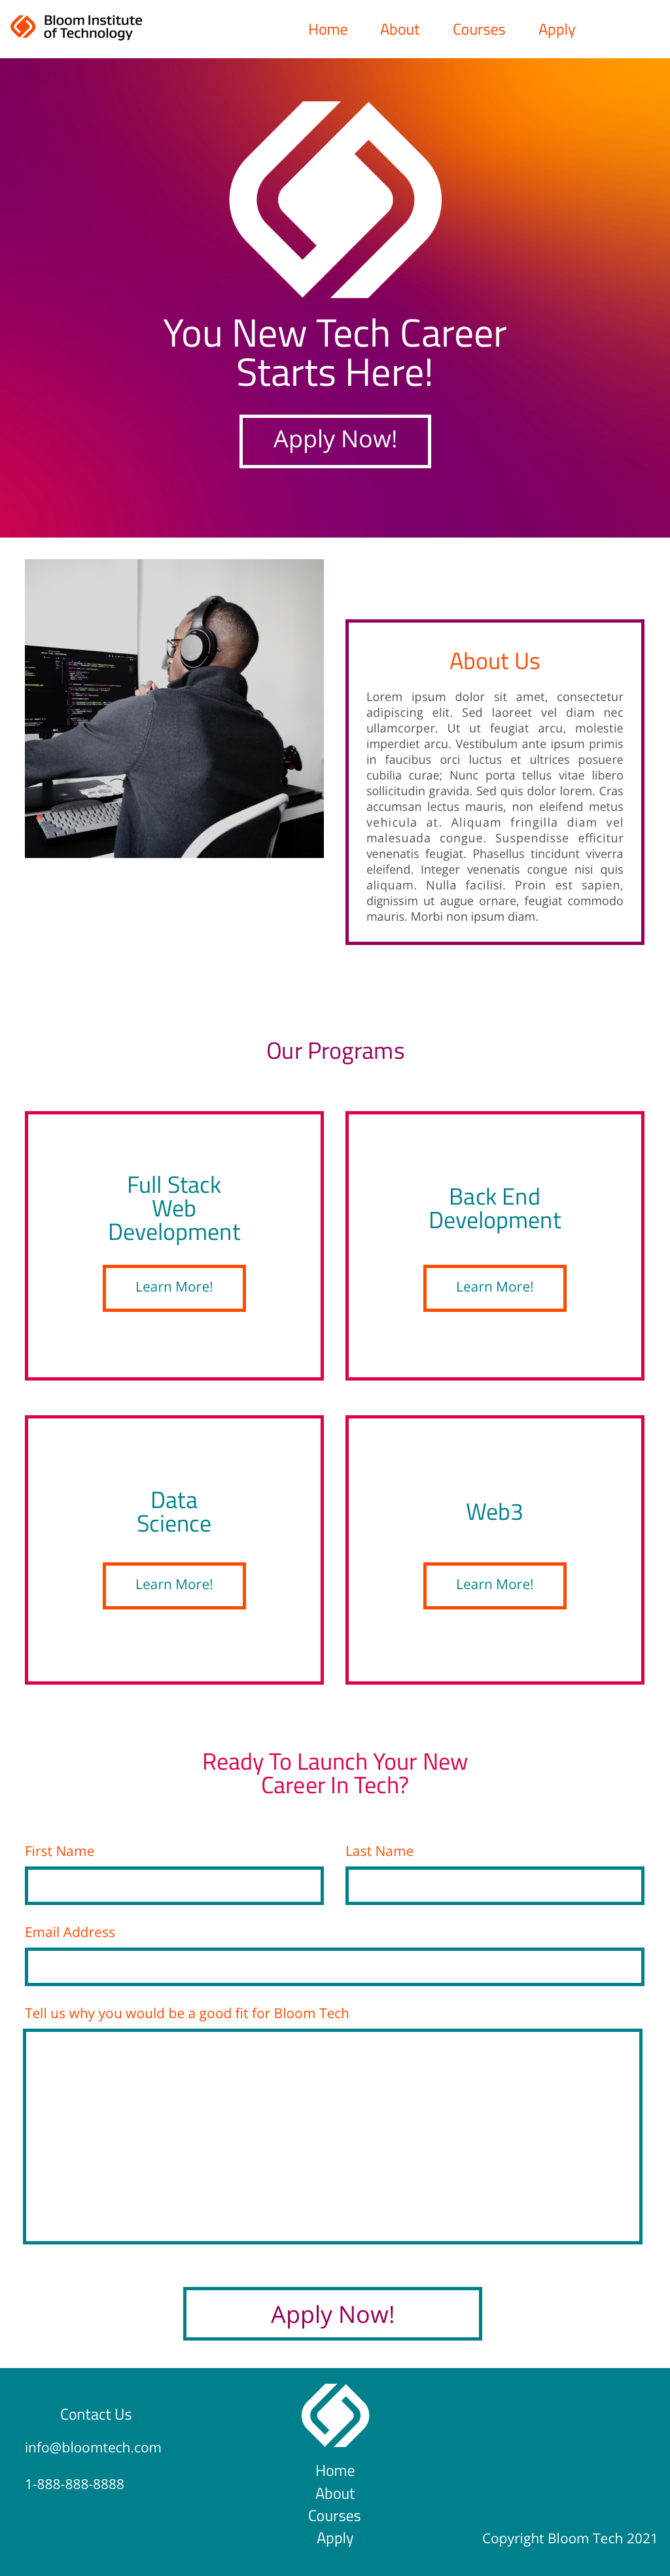 Bloom Institute
of Technology
Home About Courses Apply
You New Tech Career
Starts Here!
Apply Now!
About Us
Lorem ipsum dolor sit amet, consectetur
adipiscing elit. Sed laoreet vel diam nec
ullamcorper. Ut ut feugiat arcu, molestie
imperdiet arcu. Vestibulum ante ipsum primis
in faucibus orci luctus et ultrices posuere
cubilia curae; Nunc porta tellus vitae libero
sollicitudin gravida. Sed quis dolor lorem. Cras
accumsan lectus mauris, non eleifend metus
vehicula at. Aliquam fringilla diam vel
malesuada congue. Suspendisse efficitur
venenatis feugiat. Phasellus tincidunt viverra
eleifend. Integer venenatis congue nisi quis
aliquam. Nulla facilisi. Proin est sapien,
dignissim ut augue ornare, feugiat commodo
mauris. Morbi non ipsum diam.
Our Programs
Full Stack
Web
Development
Learn More!
Back End
Development
Learn More!
Data
Science
Learn More!
Web3
Learn More!
Ready To Launch Your New
Career In Tech?
First Name
Last Name
Email Address
Tell us why you would be a good fit for Bloom Tech
Apply Now!
Contact Us
info@bloomtech.com
1-888-888-8888
Home
About
Courses
Apply
Copyright Bloom Tech 2021